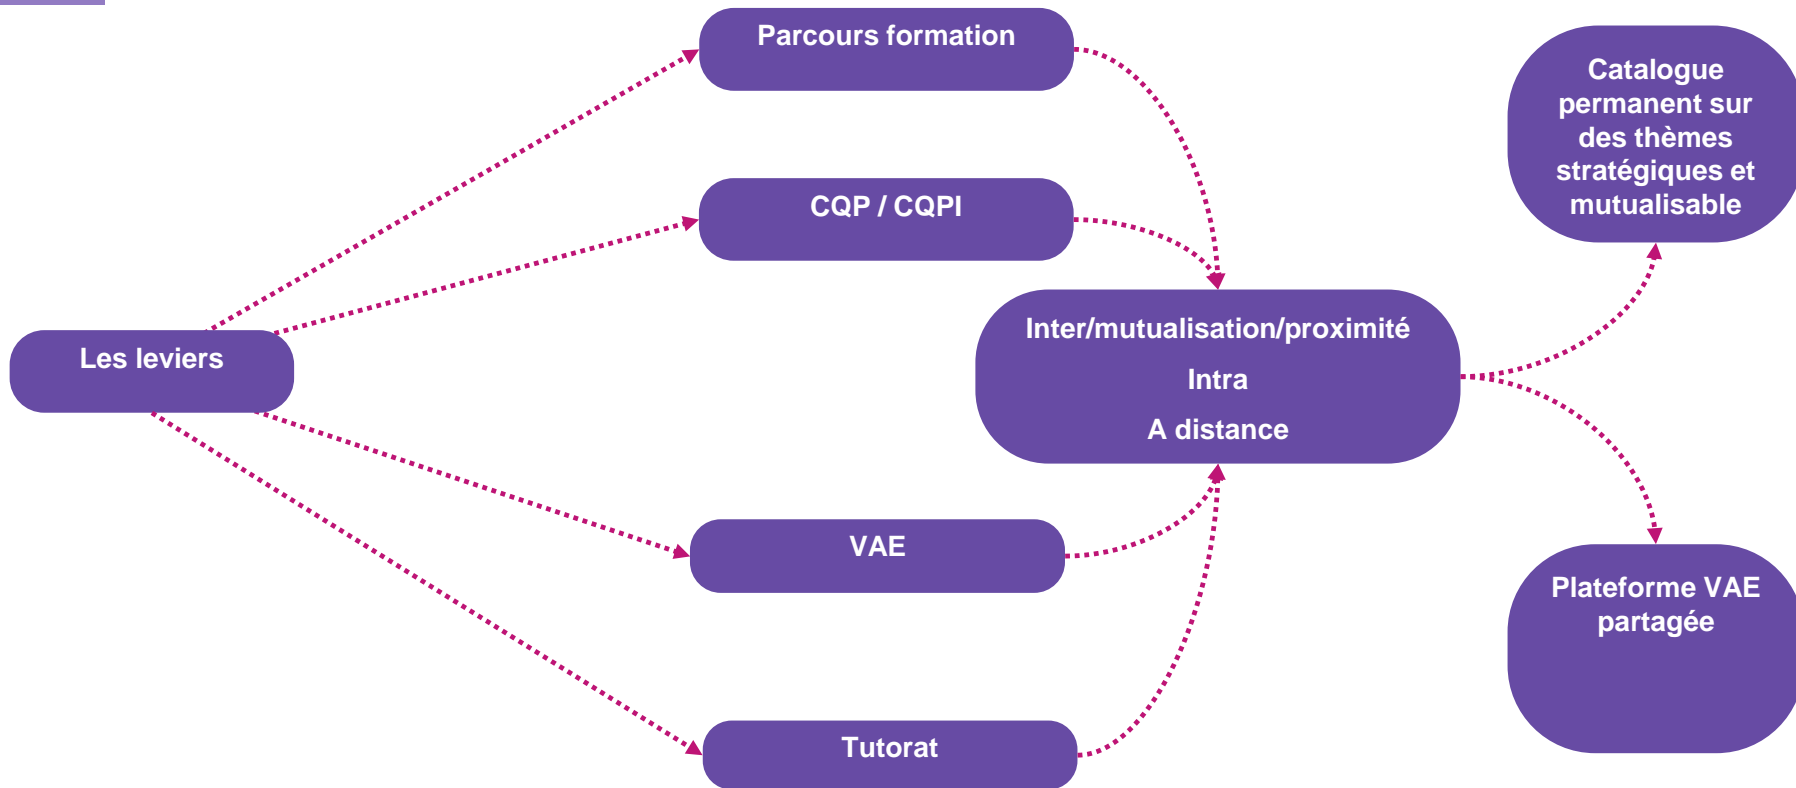 Parcours formation
CQP / CQPI
Les leviers
VAE
Tutorat
Inter/mutualisation/proximité
Intra
A distance
Catalogue
permanent sur
des thèmes
stratégiques et
mutualisable
Plateforme VAE
partagée